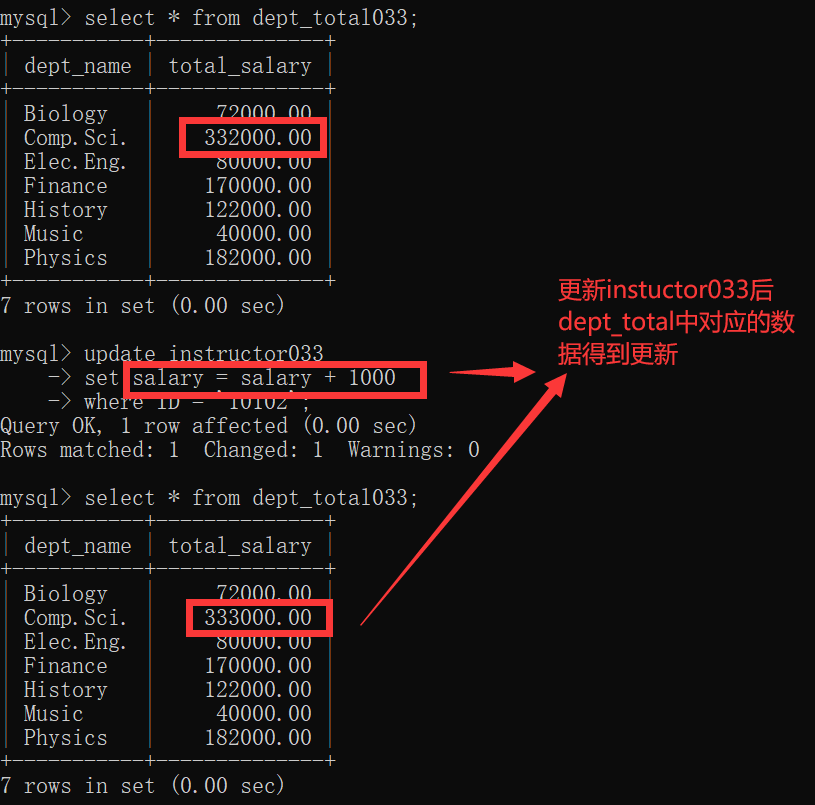 mysql> select * from dept_total033;
+-----------+--------------+
| dept_name | total_salary |
+-----------+--------------+
| Biology   |     72000.00 |
| Comp.Sci. |    332000.00 |
| Elec.Eng. |     80000.00 |
| Finance   |    170000.00 |
| History   |    122000.00 |
| Music     |     40000.00 |
| Physics   |    182000.00 |
+-----------+--------------+
7 rows in set (0.00 sec)
mysql> update instructor033
    -> set salary = salary + 1000
    -> where ID = '10102';
Query OK, 1 row affected (0.00 sec)
Rows matched: 1  Changed: 1  Warnings: 0
mysql> select * from dept_total033;
+-----------+--------------+
| dept_name | total_salary |
+-----------+--------------+
| Biology   |     72000.00 |
| Comp.Sci. |    333000.00 |
| Elec.Eng. |     80000.00 |
| Finance   |    170000.00 |
| History   |    122000.00 |
| Music     |     40000.00 |
| Physics   |    182000.00 |
+-----------+--------------+
7 rows in set (0.00 sec)
更新instuctor033后
dept_total中对应的数
据得到更新